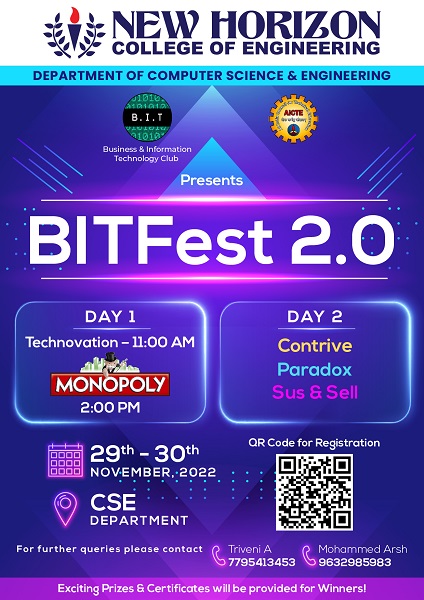 NEW HORIZON
COLLEGE OF ENGINEERING
DEPARTMENT OF COMPUTER SCIENCE & ENGINEERING
B.I.T
Business & Information
Technology Club
AICTE
Presents
BITFest 2.0
DAY 1
Technovation – 11:00 AM
MONOPOLY
2:00 PM
DAY 2
Contrive
Paradox
Sus & Sell
29th - 30th
NOVEMBER, 2022
CSE
DEPARTMENT
QR Code for Registration
For further queries please contact
Triveni A
7795413453
Mohammed Arsh
9632985983
Exciting Prizes & Certificates will be provided for Winners!